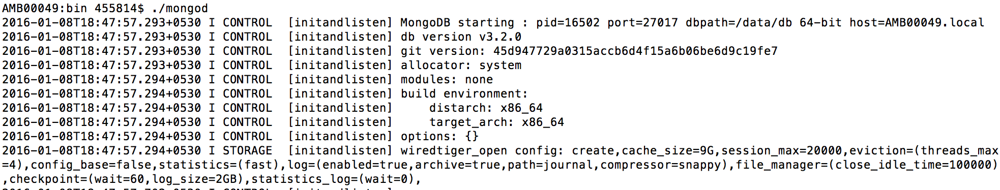 AMB00049:bin 455814$ ./mongod
2016-01-08T18:47:57.293+0530 I CONTROL  [initandlisten] MongoDB starting : pid=16502 port=27017 dbpath=/data/db 64-bit host=AMB00049.local
2016-01-08T18:47:57.293+0530 I CONTROL  [initandlisten] db version v3.2.0
2016-01-08T18:47:57.293+0530 I CONTROL  [initandlisten] git version: 45d947729a0315accb6d4f15a6b06be6d9c19fe7
2016-01-08T18:47:57.293+0530 I CONTROL  [initandlisten] allocator: system
2016-01-08T18:47:57.294+0530 I CONTROL  [initandlisten] modules: none
2016-01-08T18:47:57.294+0530 I CONTROL  [initandlisten] build environment:
2016-01-08T18:47:57.294+0530 I CONTROL  [initandlisten]     distarch: x86_64
2016-01-08T18:47:57.294+0530 I CONTROL  [initandlisten]     target_arch: x86_64
2016-01-08T18:47:57.294+0530 I CONTROL  [initandlisten] options: {}
2016-01-08T18:47:57.294+0530 I STORAGE  [initandlisten] wiredtiger_open config: create,cache_size=9G,session_max=20000,eviction=(threads_max
=4),config_base=false,statistics=(fast),log=(enabled=true,archive=true,path=journal,compressor=snappy),file_manager=(close_idle_time=100000)
,checkpoint=(wait=60,log_size=2GB),statistics_log=(wait=0),